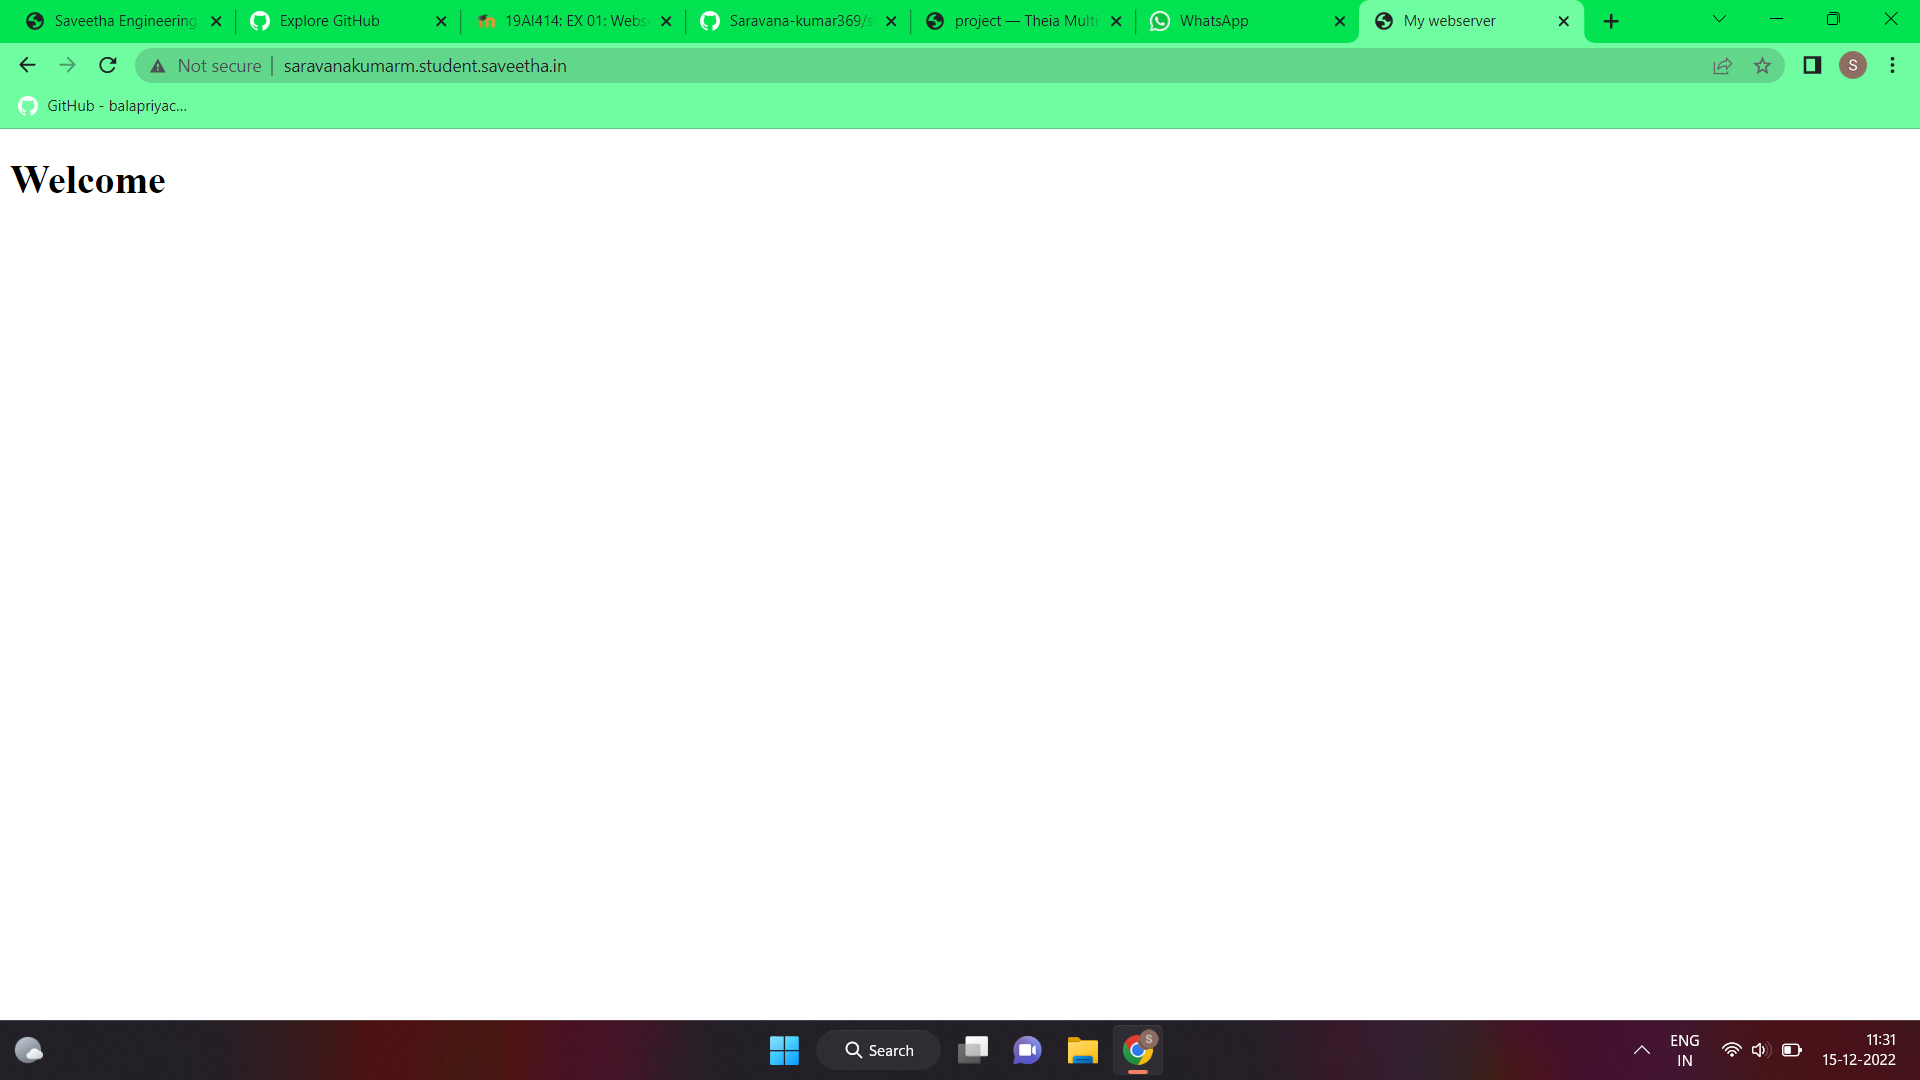 Saveetha Engineering
Explore GitHub
19AI414: EX 01: Webse
Saravana-kumar369/s
project — Theia Multi
WhatsApp
My webserver
Not secure
saravanakumarm.student.saveetha.in
S
GitHub - balapriyac...
Welcome
Search
S
ENG
IN
11:31
15-12-2022